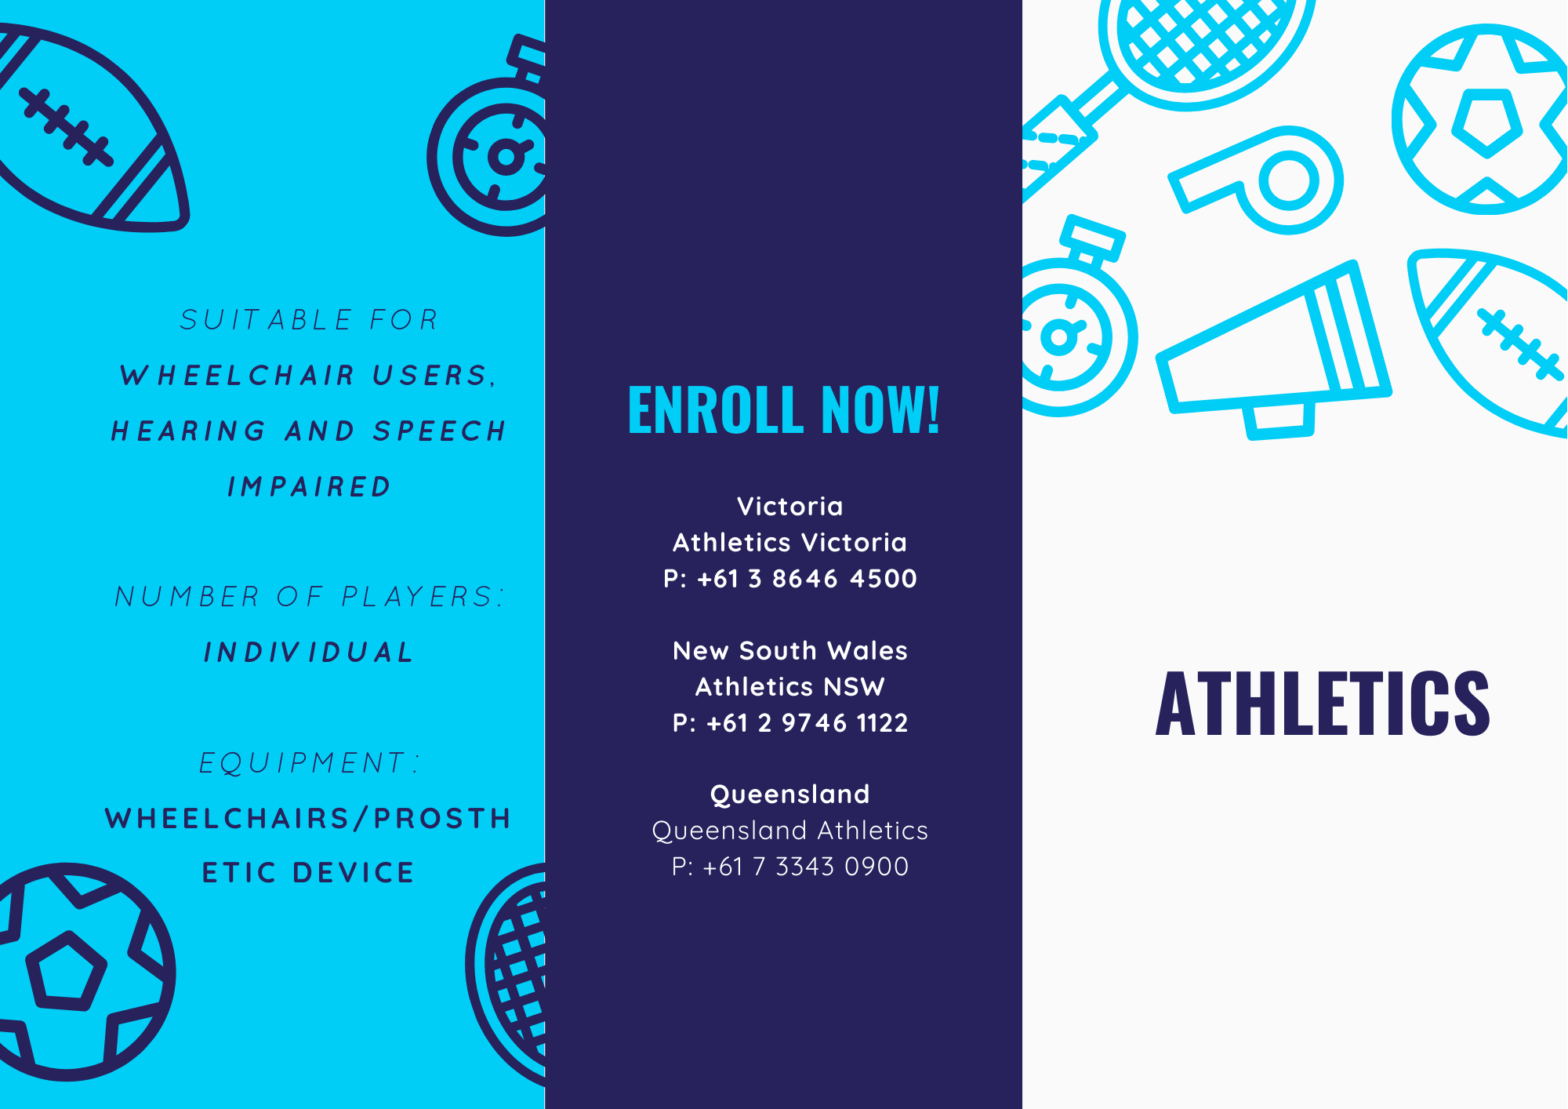 SUITABLE FOR
WHEELCHAIR USERS,
HEARING AND SPEECH
IMPAIRED
NUMBER OF PLAYERS:
INDIVIDUAL
EQUIPMENT:
WHEELCHAIRS/PROSTH
ETIC DEVICE
ENROLL NOW!
Victoria
Athletics Victoria
P: +61 3 8646 4500
New South Wales
Athletics NSW
P: +61 2 9746 1122
Queensland
Queensland Athletics
P: +61 7 3343 0900
ATHLETICS